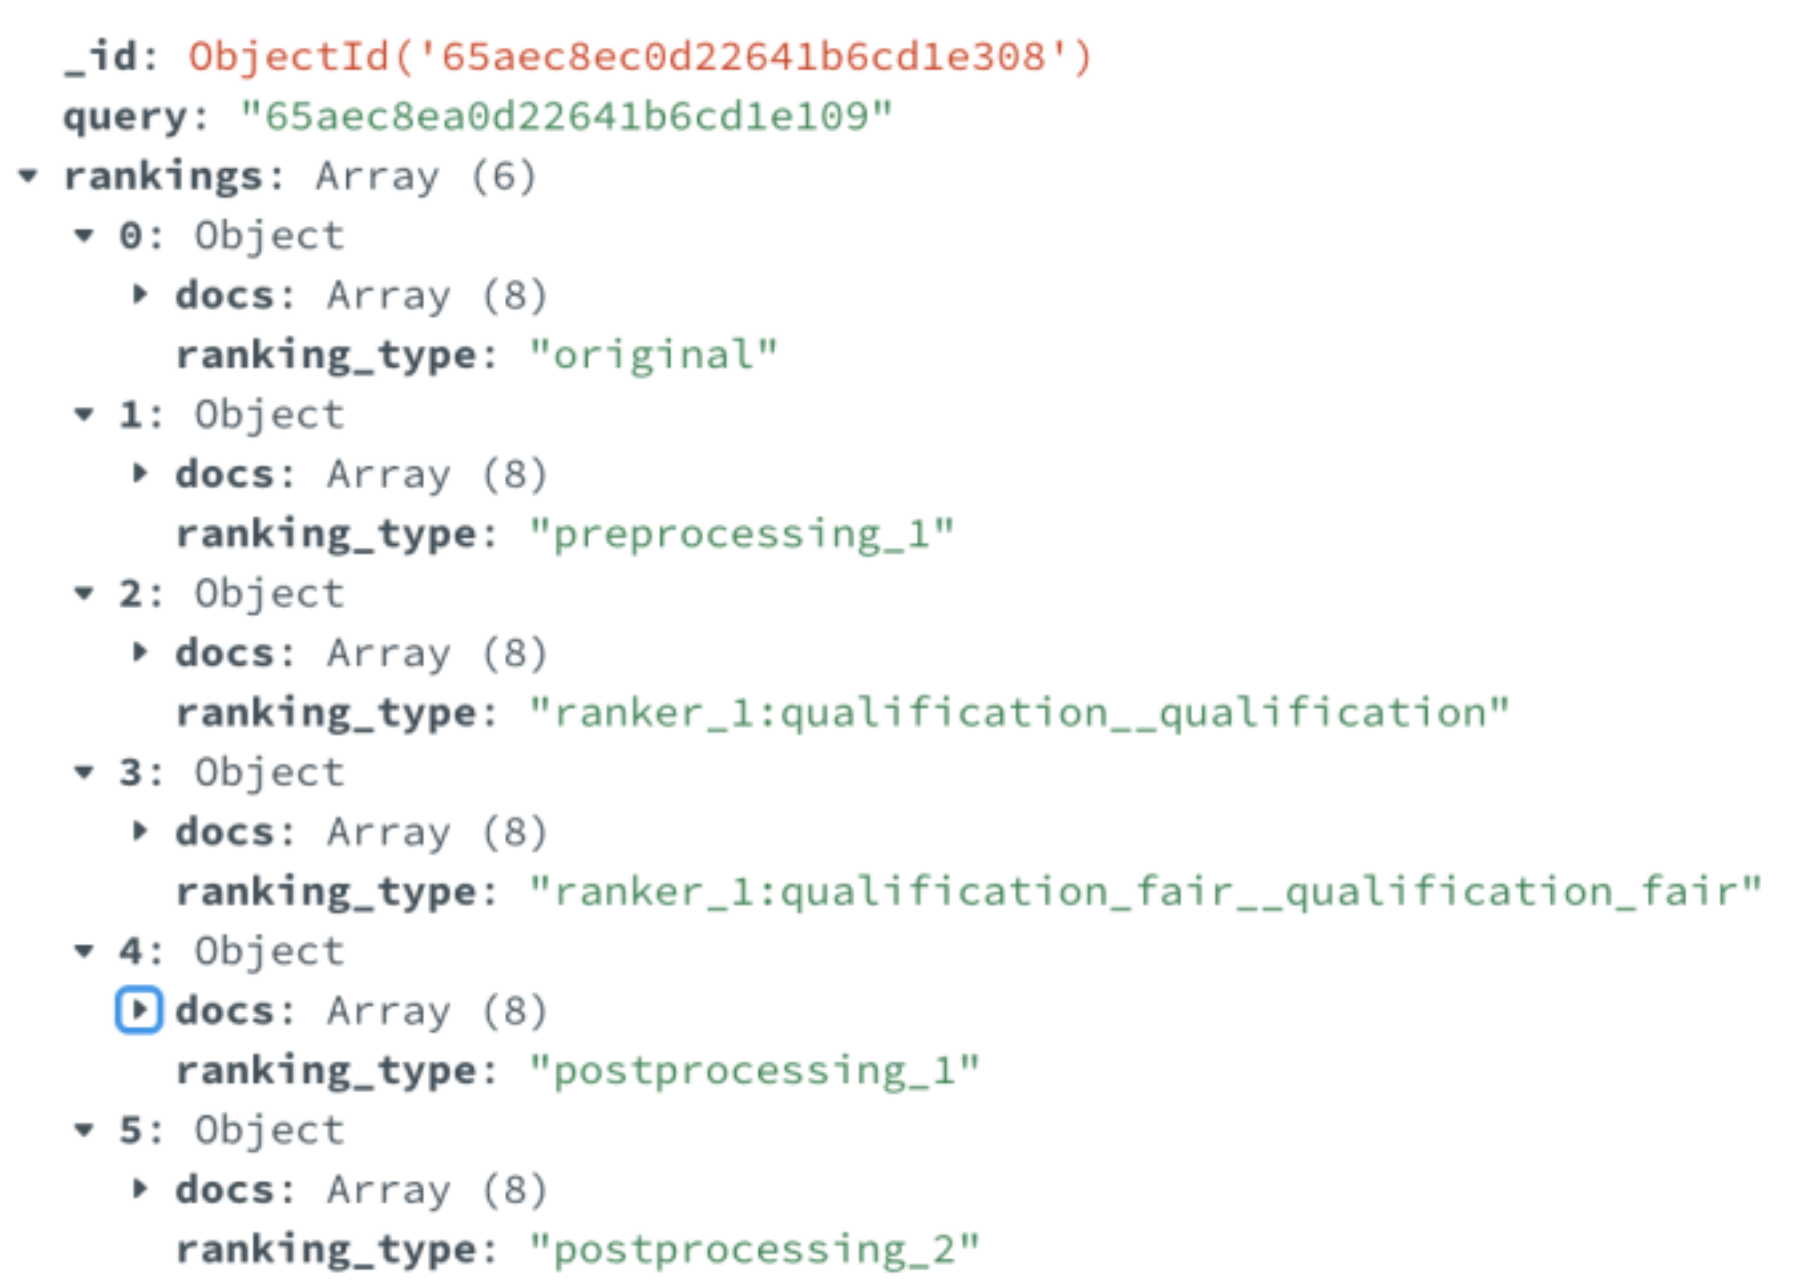 _id: ObjectId('65aec8ec0d22641b6cd1e308')
query: "65aec8ea0d22641b6cd1e109"
rankings: Array (6)
0: Object
docs: Array (8)
ranking_type: "original"
1: Object
docs: Array (8)
ranking_type: "preprocessing_1"
2: Object
docs: Array (8)
ranking_type: "ranker_1:qualification__qualification"
3: Object
docs: Array (8)
ranking_type: "ranker_1:qualification_fair__qualification_fair"
4: Object
docs: Array (8)
ranking_type: "postprocessing_1"
5: Object
docs: Array (8)
ranking_type: "postprocessing_2"